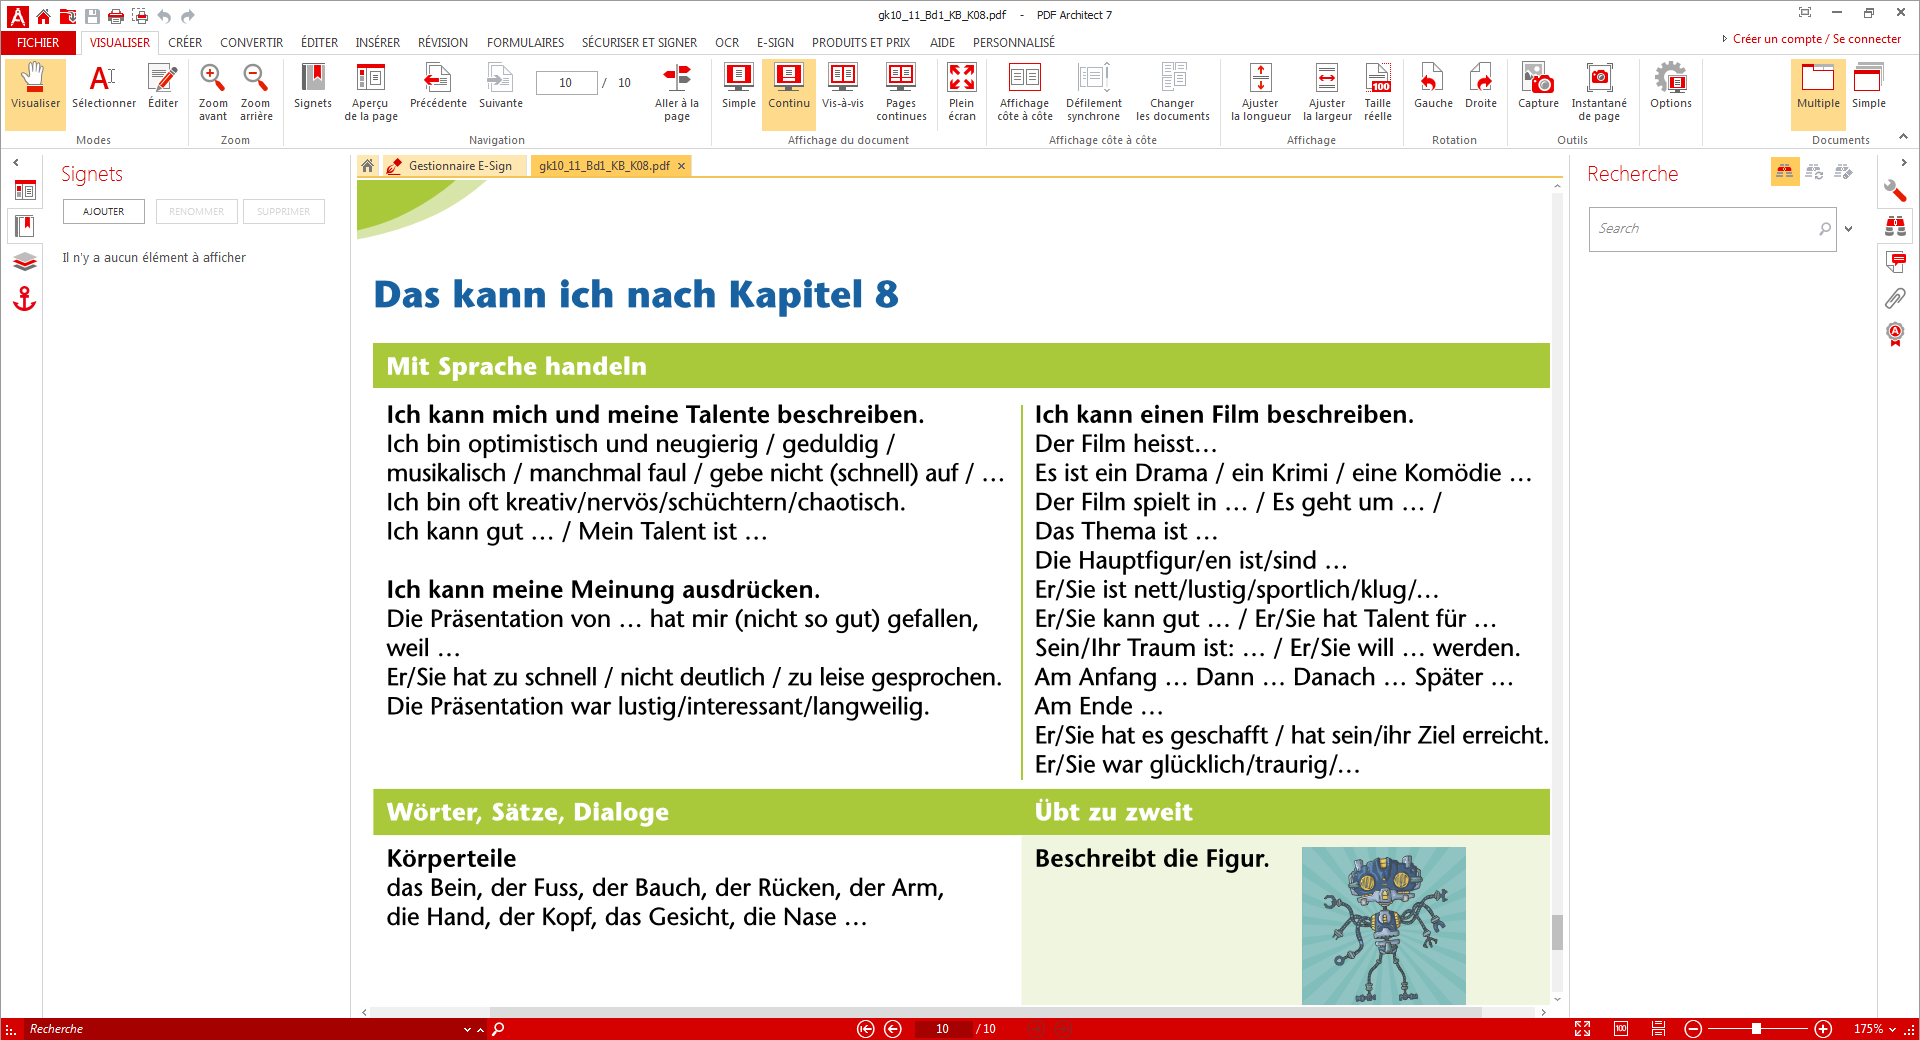 gk10_11_Bd1_KB_K08.pdf - PDF Architect 7
FICHIER VISUALISER CRÉER CONVERTIR ÉDITER INSÉRER RÉVISION FORMULAIRES SÉCURISER ET SIGNER OCR E-SIGN PRODUITS ET PRIX AIDE PERSONNALISÉ
Créer un compte / Se connecter
Visualiser Sélectionner Éditer
Modes
Zoom avant Zoom arrière
Zoom
Signets Aperçu de la page Précédente Suivante 10 / 10 Aller à la page
Navigation
Simple Continu Vis-à-vis Pages continues
Affichage du document
Plein écran
Affichage côte à côte Défilement synchrone Changer les documents
Affichage côte à côte
Ajuster la longueur Ajuster la largeur Taille réelle
Affichage
Gauche Droite
Rotation
Capture Instantané de page
Outils
Options
Multiple Simple
Documents
Signets
AJOUTER RENOMMER SUPPRIMER
Il n'y a aucun élément à afficher
Gestionnaire E-Sign
gk10_11_Bd1_KB_K08.pdf
Das kann ich nach Kapitel 8
Mit Sprache handeln
Ich kann mich und meine Talente beschreiben.
Ich bin optimistisch und neugierig / geduldig /
musikalisch / manchmal faul / gebe nicht (schnell) auf / …
Ich bin oft kreativ/nervös/schüchtern/chaotisch.
Ich kann gut … / Mein Talent ist …
Ich kann meine Meinung ausdrücken.
Die Präsentation von … hat mir (nicht so gut) gefallen,
weil …
Er/Sie hat zu schnell / nicht deutlich / zu leise gesprochen.
Die Präsentation war lustig/interessant/langweilig.
Ich kann einen Film beschreiben.
Der Film heisst…
Es ist ein Drama / ein Krimi / eine Komödie …
Der Film spielt in … / Es geht um … /
Das Thema ist …
Die Hauptfigur/en ist/sind …
Er/Sie ist nett/lustig/sportlich/klug/…
Er/Sie kann gut … / Er/Sie hat Talent für …
Sein/Ihr Traum ist: … / Er/Sie will … werden.
Am Anfang … Dann … Danach … Später …
Am Ende …
Er/Sie hat es geschafft / hat sein/ihr Ziel erreicht.
Er/Sie war glücklich/traurig/…
Wörter, Sätze, Dialoge
Körperteile
das Bein, der Fuss, der Bauch, der Rücken, der Arm,
die Hand, der Kopf, das Gesicht, die Nase …
Übt zu zweit
Beschreibt die Figur.
Recherche
Search
Recherche
10 / 10
175%